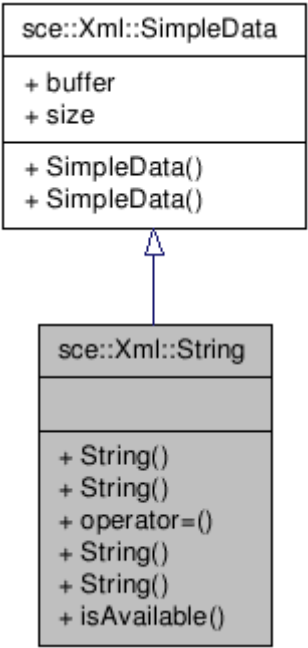 sce::Xml::SimpleData
+ buffer
+ size
+ SimpleData()
+ SimpleData()
sce::Xml::String
+ String()
+ String()
+ operator=()
+ String()
+ String()
+ isAvailable()